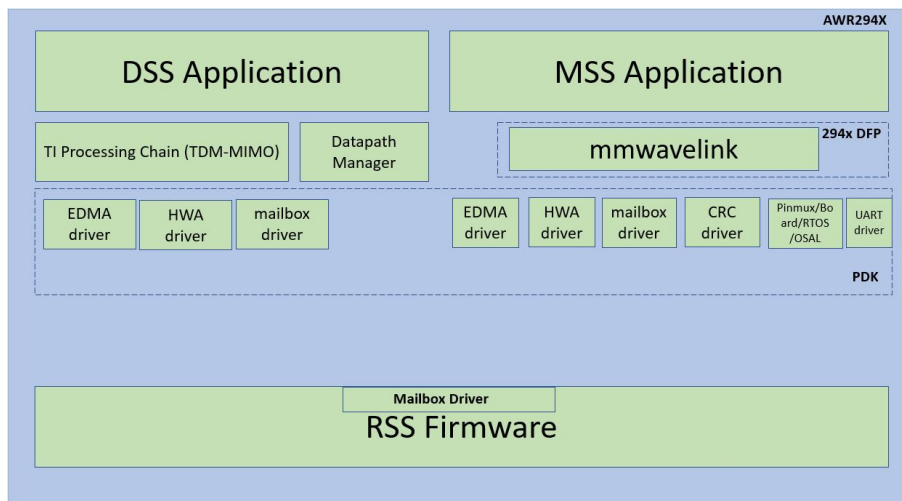 AWR294X
DSS Application
MSS Application
TI Processing Chain (TDM-MIMO)
Datapath
Manager
294x DFP
mmwavelink
EDMA
driver
HWA
driver
mailbox
driver
EDMA
driver
HWA
driver
mailbox
driver
CRC
driver
Pinmux/Bo
ard/RTOS
/OSAL
UART
driver
PDK
Mailbox Driver
RSS Firmware